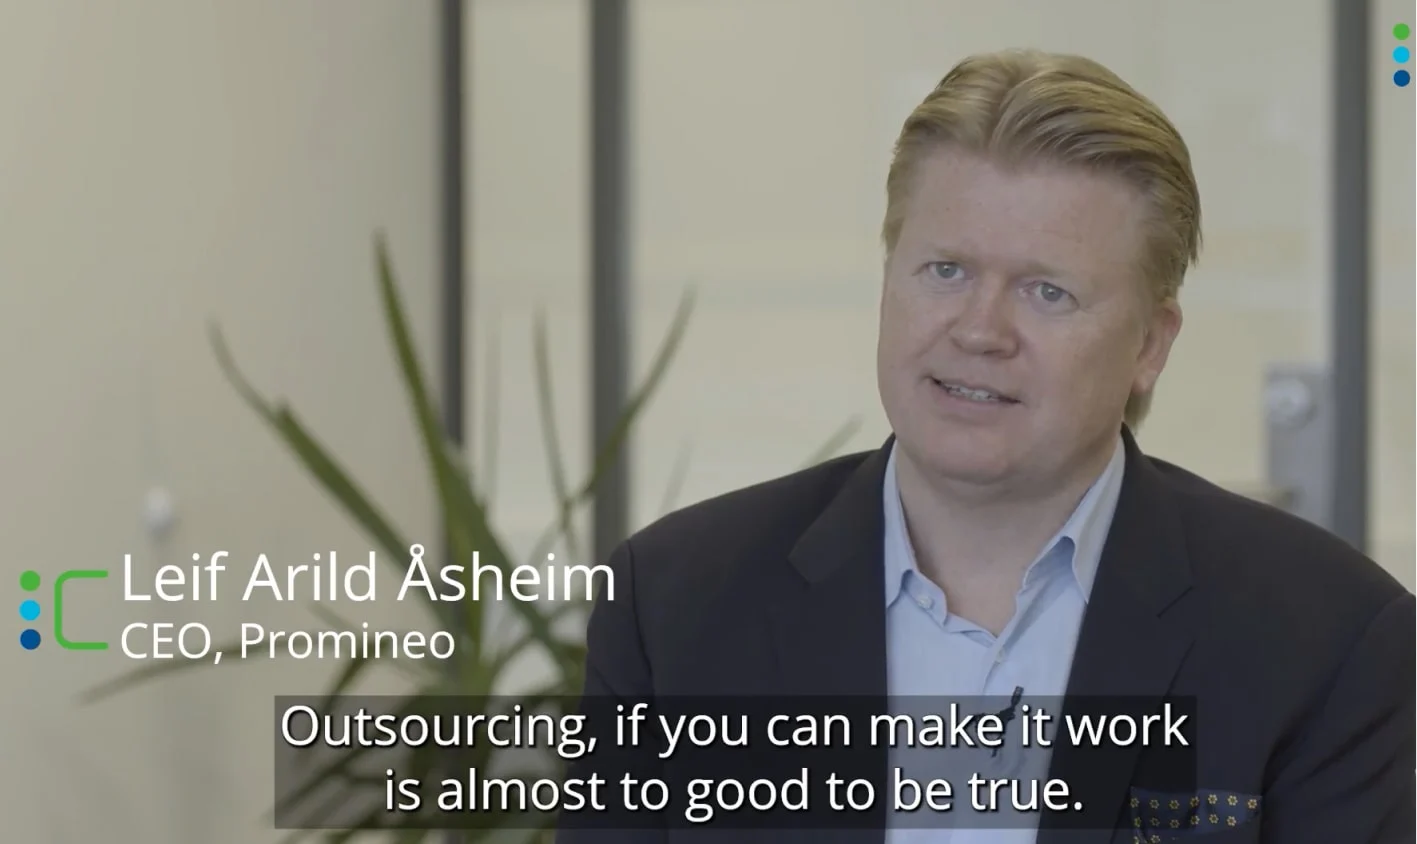 Leif Arild Åsheim
CEO, Promineo
Outsourcing, if you can make it work
is almost to good to be true.